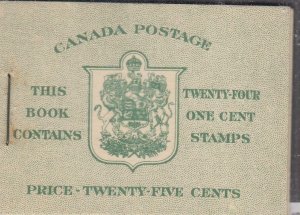 CANADA POSTAGE
THIS
BOOK
CONTAINS
TWENTY-FOUR
ONE CENT
STAMPS
PRICE - TWENTY-FIVE CENTS